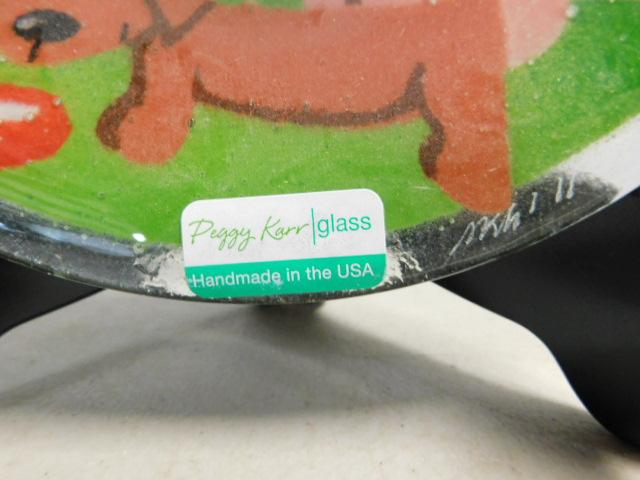 Peggy Karr|glass
Handmade in the USA